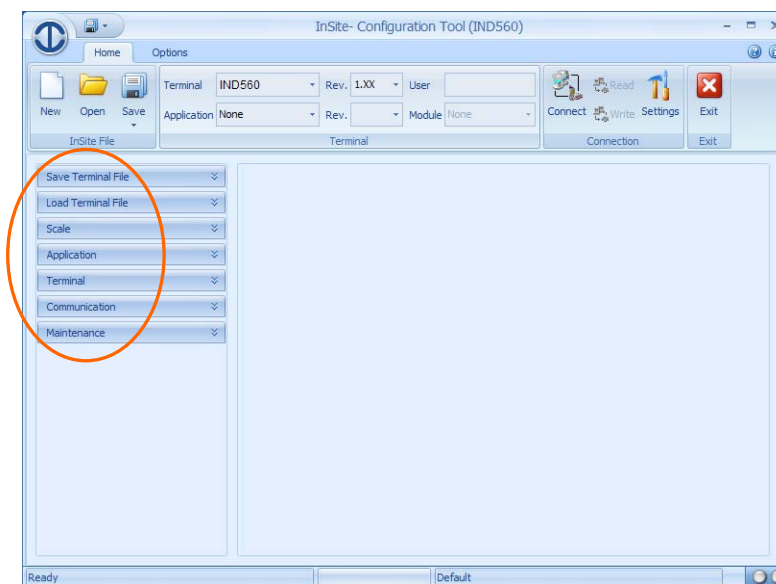 InSite- Configuration Tool (IND560)
Home Options
Terminal IND560 Rev. 1.XX User
New Open Save Application None Rev. Module None Connect Read Write Settings Exit
InSite File Terminal Connection Exit
Save Terminal File
Load Terminal File
Scale
Application
Terminal
Communication
Maintenance
Ready Default